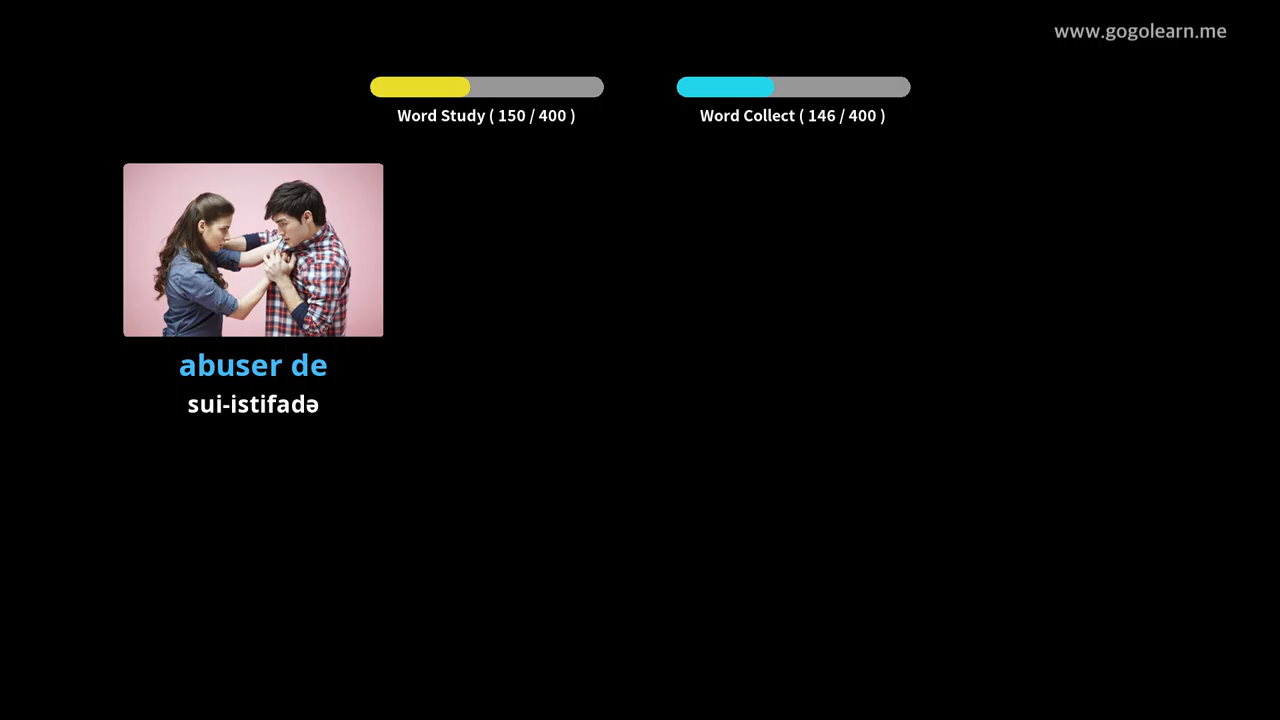 www.gogolearn.me
Word Study ( 150 / 400 )
Word Collect ( 146 / 400 )
abuser de
sui-istifadə